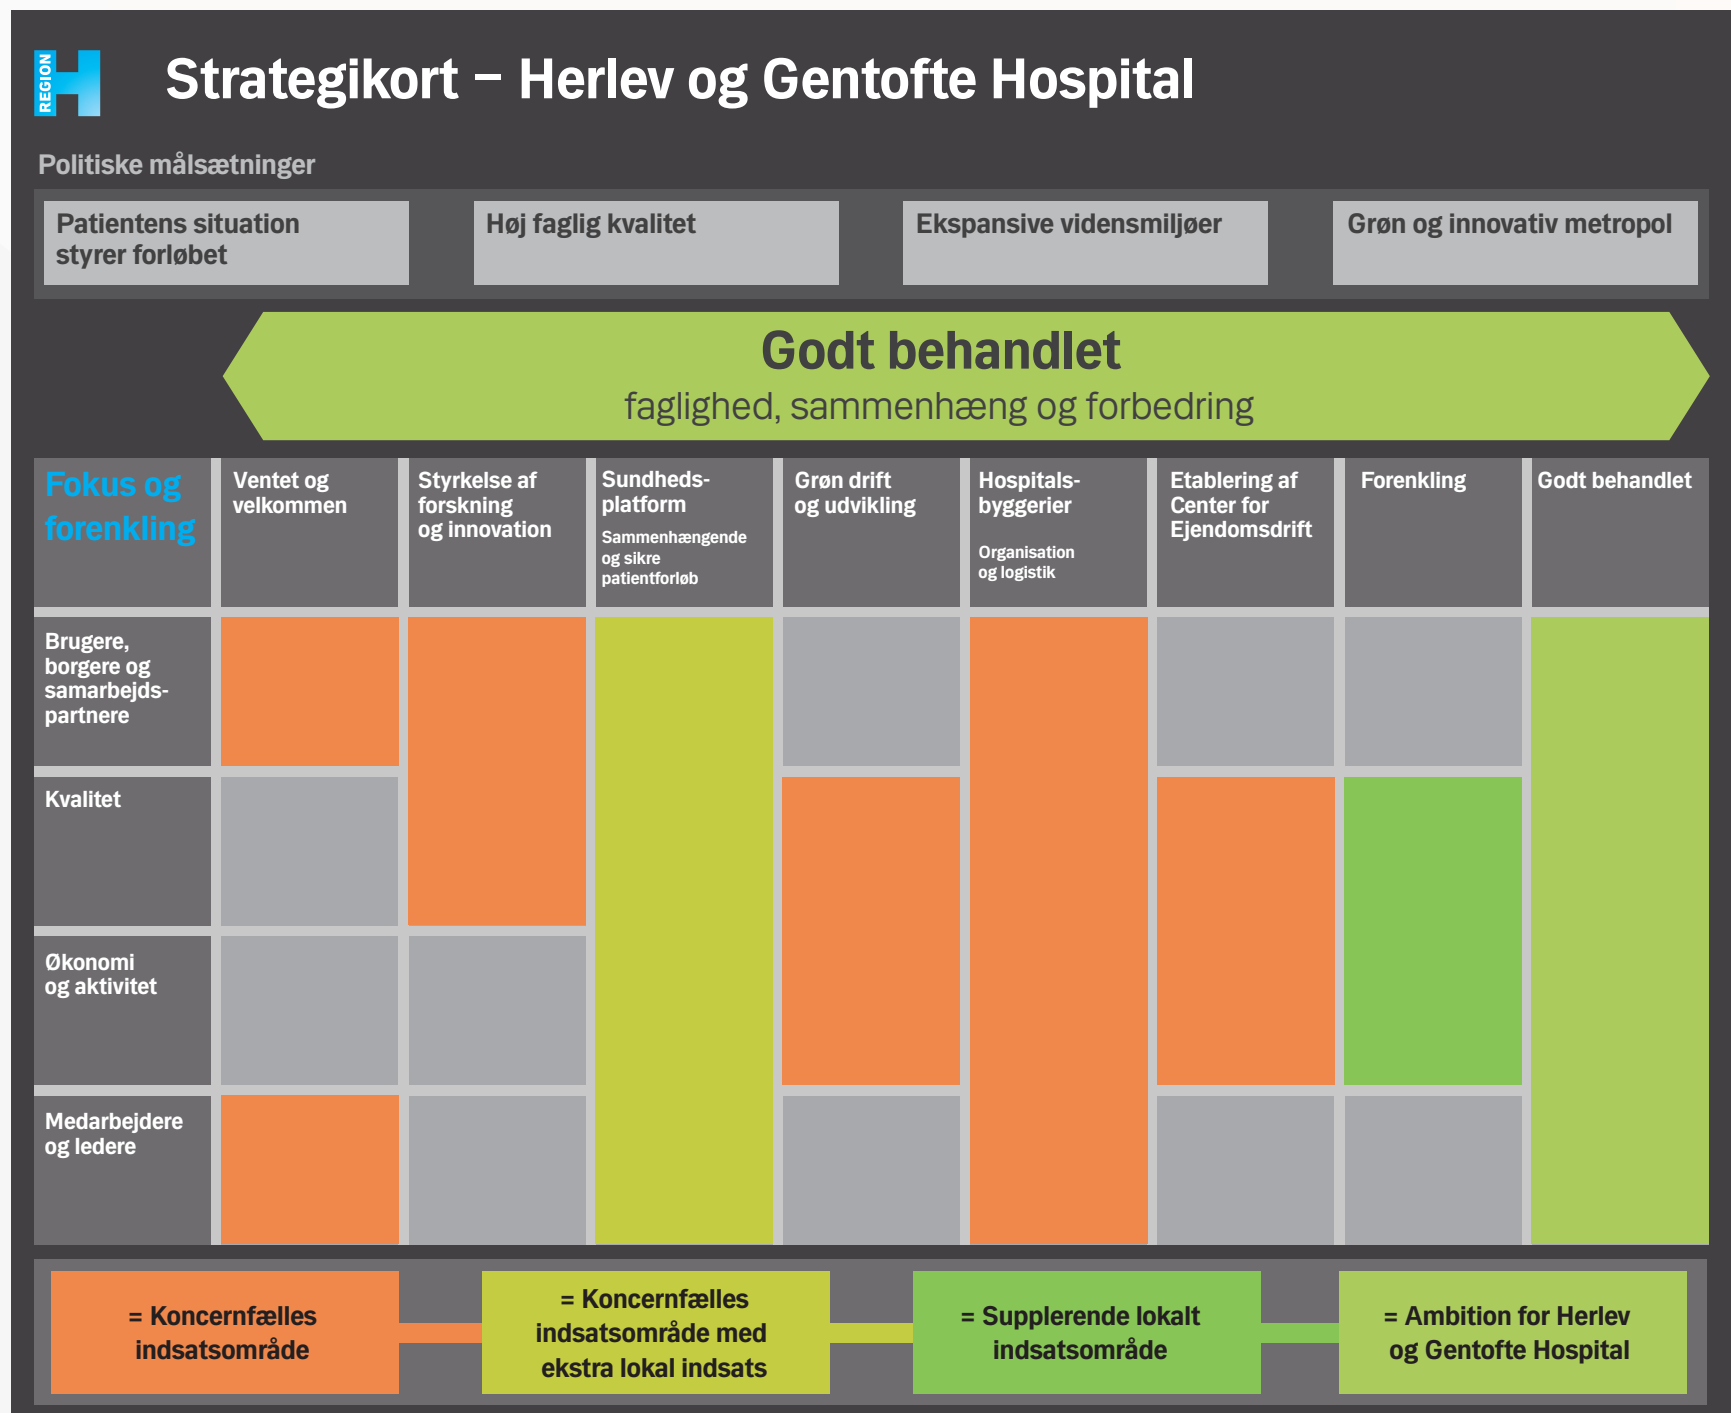 REGION
Strategikort – Herlev og Gentofte Hospital
Politiske målsætninger
Patientens situation
styrer forløbet
Høj faglig kvalitet
Ekspansive vidensmiljøer
Grøn og innovativ metropol
Godt behandlet
faglighed, sammenhæng og forbedring
Fokus og
forenkling
Ventet og
velkommen
Styrkelse af
forskning
og innovation
Sundheds-
platform
Sammenhængende
og sikre
patientforløb
Grøn drift
og udvikling
Hospitals-
byggerier
Organisation
og logistik
Etablering af
Center for
Ejendomsdrift
Forenkling
Godt behandlet
Brugere,
borgere og
samarbejds-
partnere
Kvalitet
Økonomi
og aktivitet
Medarbejdere
og ledere
= Koncernfælles
indsatsområde
= Koncernfælles
indsatsområde med
ekstra lokal indsats
= Supplerende lokalt
indsatsområde
= Ambition for Herlev
og Gentofte Hospital